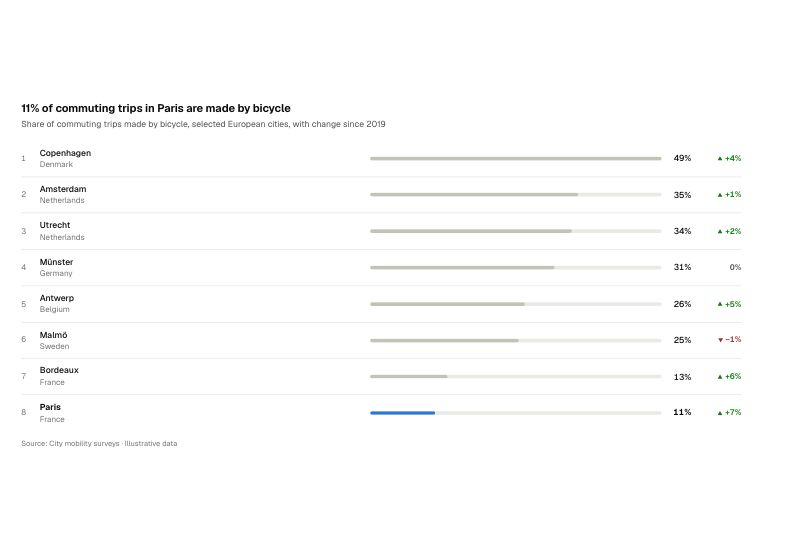 11% of commuting trips in Paris are made by bicycle
Share of commuting trips made by bicycle, selected European cities, with change since 2019
1 Copenhagen 49% ▲ +4%
Denmark
2 Amsterdam 35% ▲ +1%
Netherlands
3 Utrecht 34% ▲ +2%
Netherlands
4 Münster 31% 0%
Germany
5 Antwerp 26% ▲ +5%
Belgium
6 Malmö 25% ▼ −1%
Sweden
7 Bordeaux 13% ▲ +6%
France
8 Paris 11% ▲ +7%
France
Source: City mobility surveys · Illustrative data